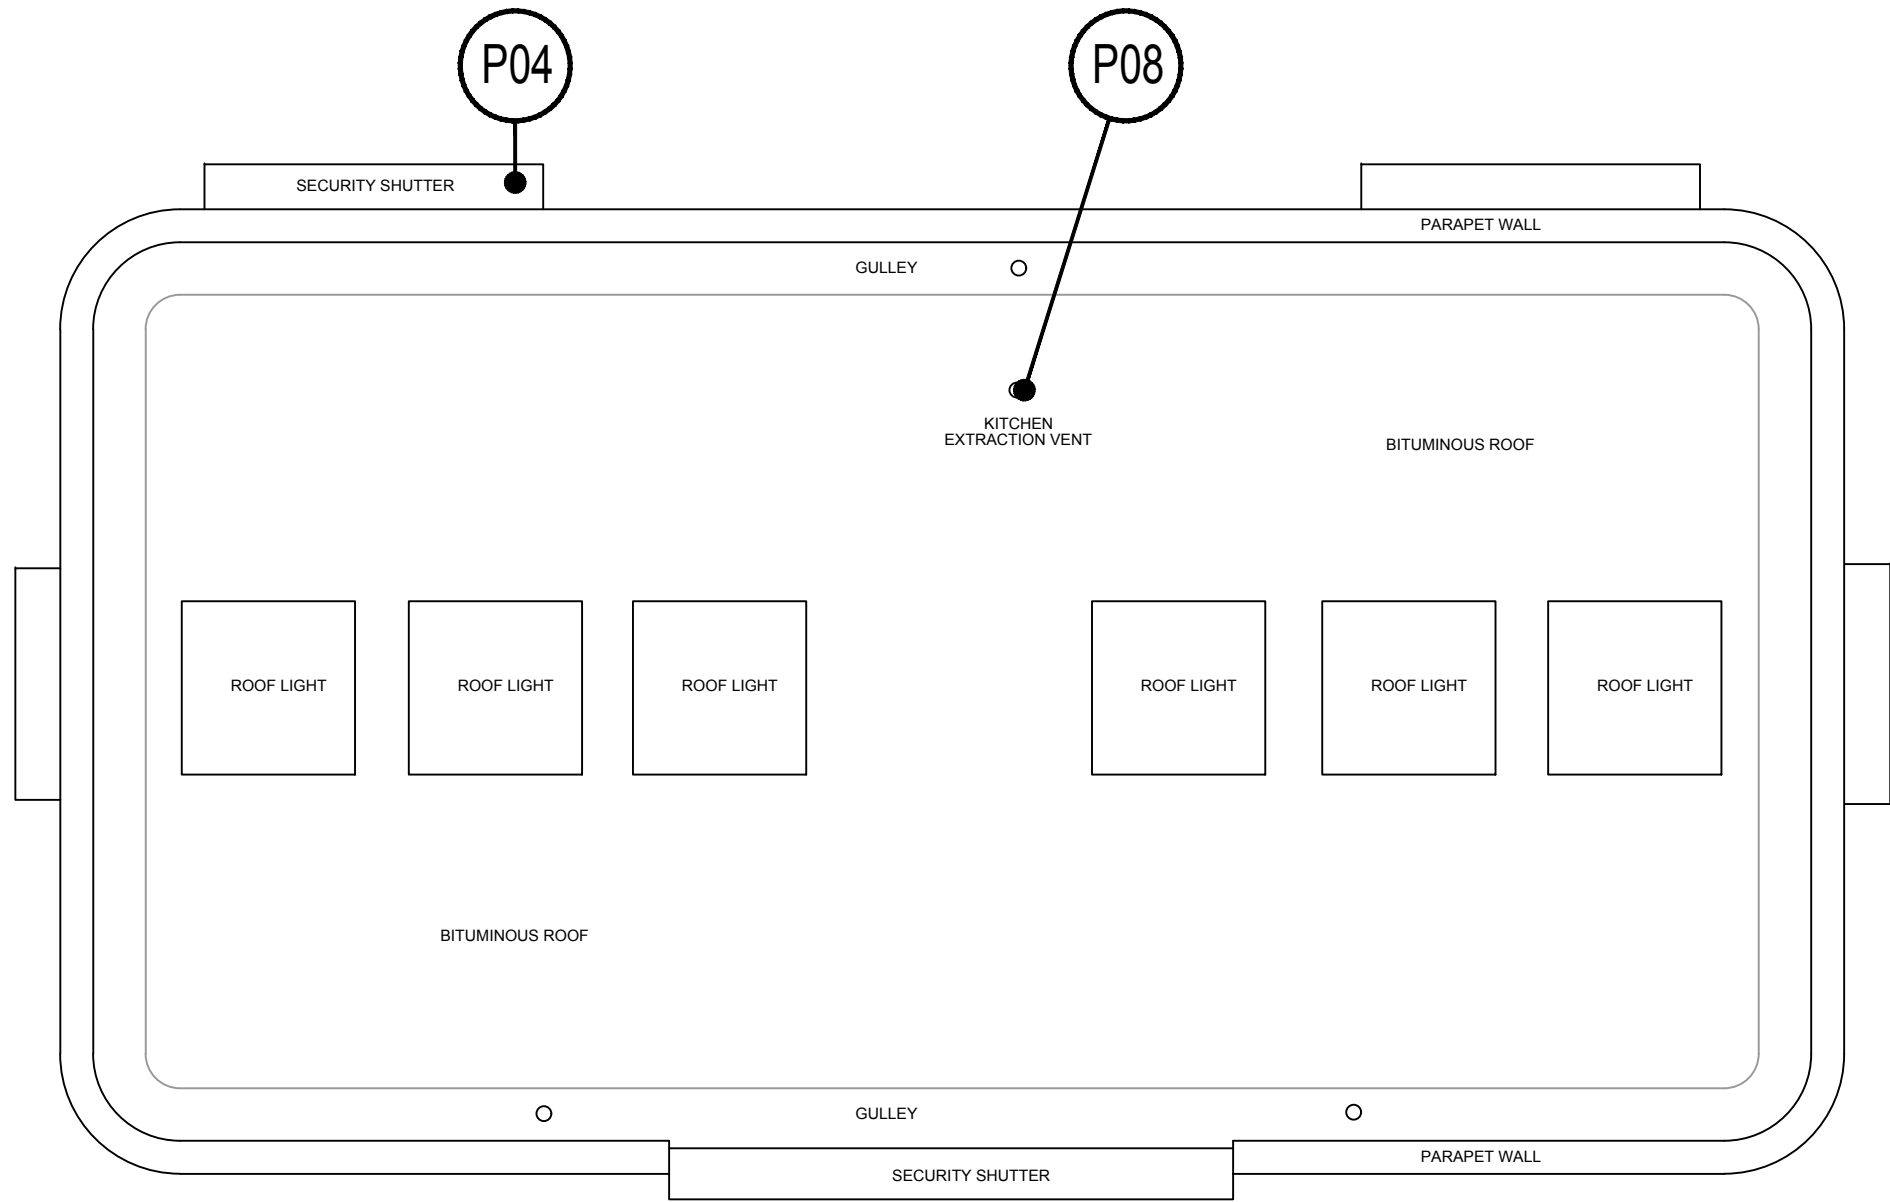 P04
P08
SECURITY SHUTTER
PARAPET WALL
GULLEY
KITCHEN
EXTRACTION VENT
BITUMINOUS ROOF
ROOF LIGHT
ROOF LIGHT
ROOF LIGHT
ROOF LIGHT
ROOF LIGHT
ROOF LIGHT
BITUMINOUS ROOF
GULLEY
PARAPET WALL
SECURITY SHUTTER